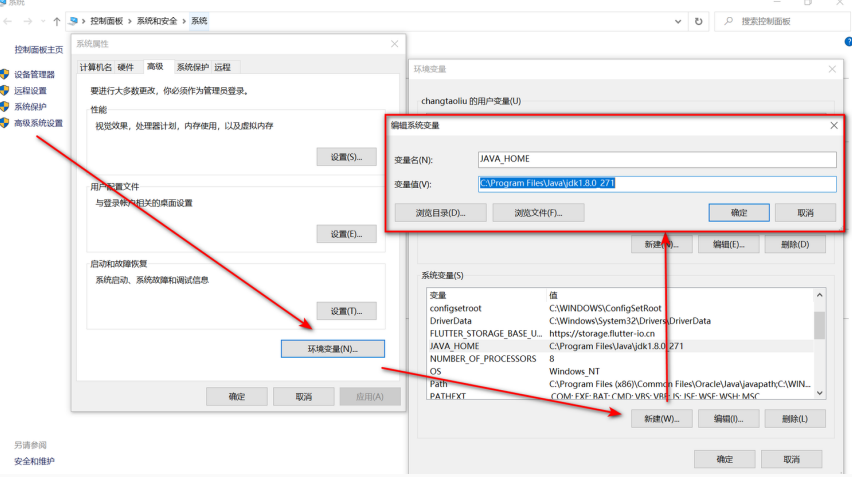 系统
控制面板 › 系统和安全 › 系统
搜索控制面板
控制面板主页
设备管理器
远程设置
系统保护
高级系统设置
另请参阅
安全和维护
系统属性
计算机名 硬件 高级 系统保护 远程
要进行大多数更改，你必须作为管理员登录。
性能
视觉效果，处理器计划，内存使用，以及虚拟内存
设置(S)...
用户配置文件
与登录帐户相关的桌面设置
设置(E)...
启动和故障恢复
系统启动、系统故障和调试信息
设置(T)...
环境变量(N)...
确定 取消 应用(A)
环境变量
changtaoliu 的用户变量(U)
编辑系统变量
变量名(N): JAVA_HOME
变量值(V): C:\Program Files\Java\jdk1.8.0_271
浏览目录(D)... 浏览文件(F)... 确定 取消
新建(N)... 编辑(E)... 删除(D)
系统变量(S)
变量 值
configsetroot C:\WINDOWS\ConfigSetRoot
DriverData C:\Windows\System32\Drivers\DriverData
FLUTTER_STORAGE_BASE_U... https://storage.flutter-io.cn
JAVA_HOME C:\Program Files\Java\jdk1.8.0_271
NUMBER_OF_PROCESSORS 8
OS Windows_NT
Path C:\Program Files (x86)\Common Files\Oracle\Java\javapath;C:\WIN...
PATHEXT .COM;.EXE;.BAT;.CMD;.VBS;.VBE;.JS;.JSE;.WSF;.WSH;.MSC
新建(W)... 编辑(I)... 删除(L)
确定 取消